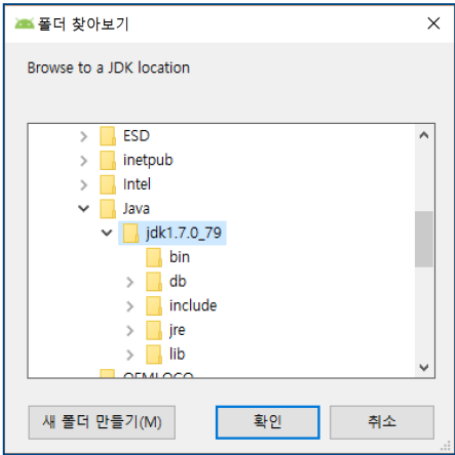 폴더 찾아보기
Browse to a JDK location
ESD
inetpub
Intel
Java
jdk1.7.0_79
bin
db
include
jre
lib
새 폴더 만들기(M)
확인
취소